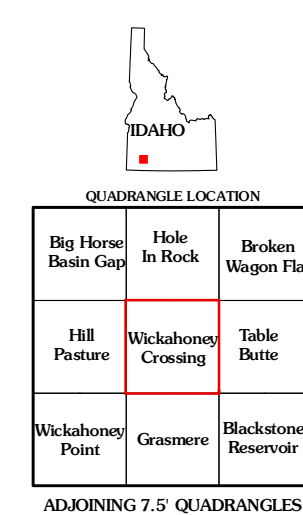 IDAHO
QUADRANGLE LOCATION
Big Horse
Basin Gap
Hole
In Rock
Broken
Wagon Fla
Hill
Pasture
Wickahoney
Crossing
Table
Butte
Wickahoney
Point
Grasmere
Blackstone
Reservoir
ADJOINING 7.5' QUADRANGLES